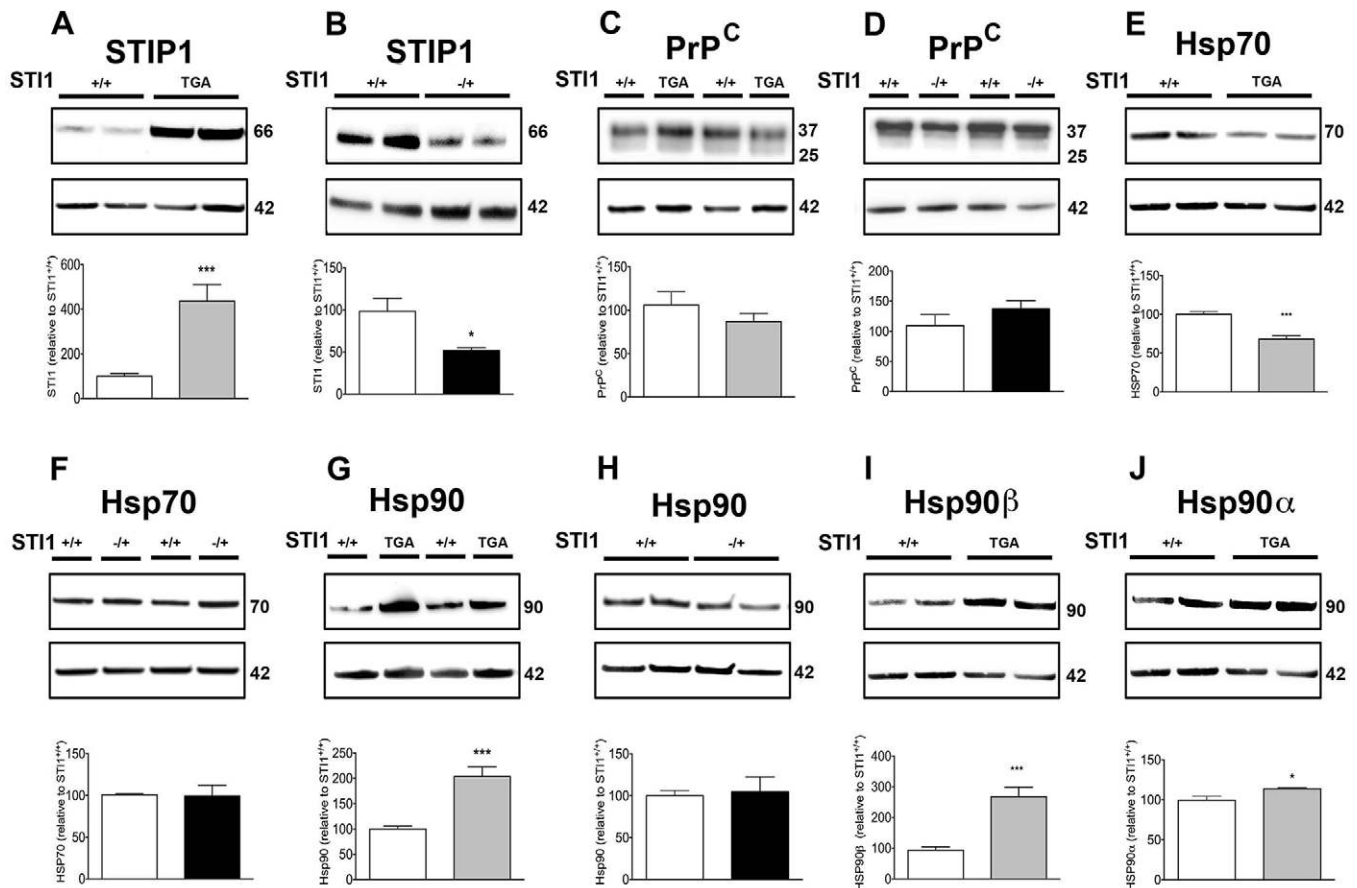 A
STIP1
STI1 +/+ TGA
66
42
STI1 (relative to STI1+/+)
600
400
200
0
***
B
STIP1
STI1 +/+ -/+
66
42
STI1 (relative to STI1+/+)
150
100
50
0
*
C
PrPC
STI1 +/+ TGA +/+ TGA
37
25
42
PrPC (relative to STI1+/+)
150
100
50
0
D
PrPC
STI1 +/+ -/+ +/+ -/+
37
25
42
PrPC (relative to STI1+/+)
200
150
100
50
0
E
Hsp70
STI1 +/+ TGA
70
42
HSP70 (relative to STI1+/+)
150
100
50
0
***
F
Hsp70
STI1 +/+ -/+ +/+ -/+
70
42
HSP70 (relative to STI1+/+)
150
100
50
0
G
Hsp90
STI1 +/+ TGA +/+ TGA
90
42
Hsp90 (relative to STI1+/+)
250
200
150
100
50
0
***
H
Hsp90
STI1 +/+ -/+
90
42
Hsp90 (relative to STI1+/+)
150
100
50
0
I
Hsp90β
STI1 +/+ TGA
90
42
HSP90β (relative to STI1+/+)
400
300
200
100
0
***
J
Hsp90α
STI1 +/+ TGA
90
42
HSP90α (relative to STI1+/+)
150
100
50
0
*